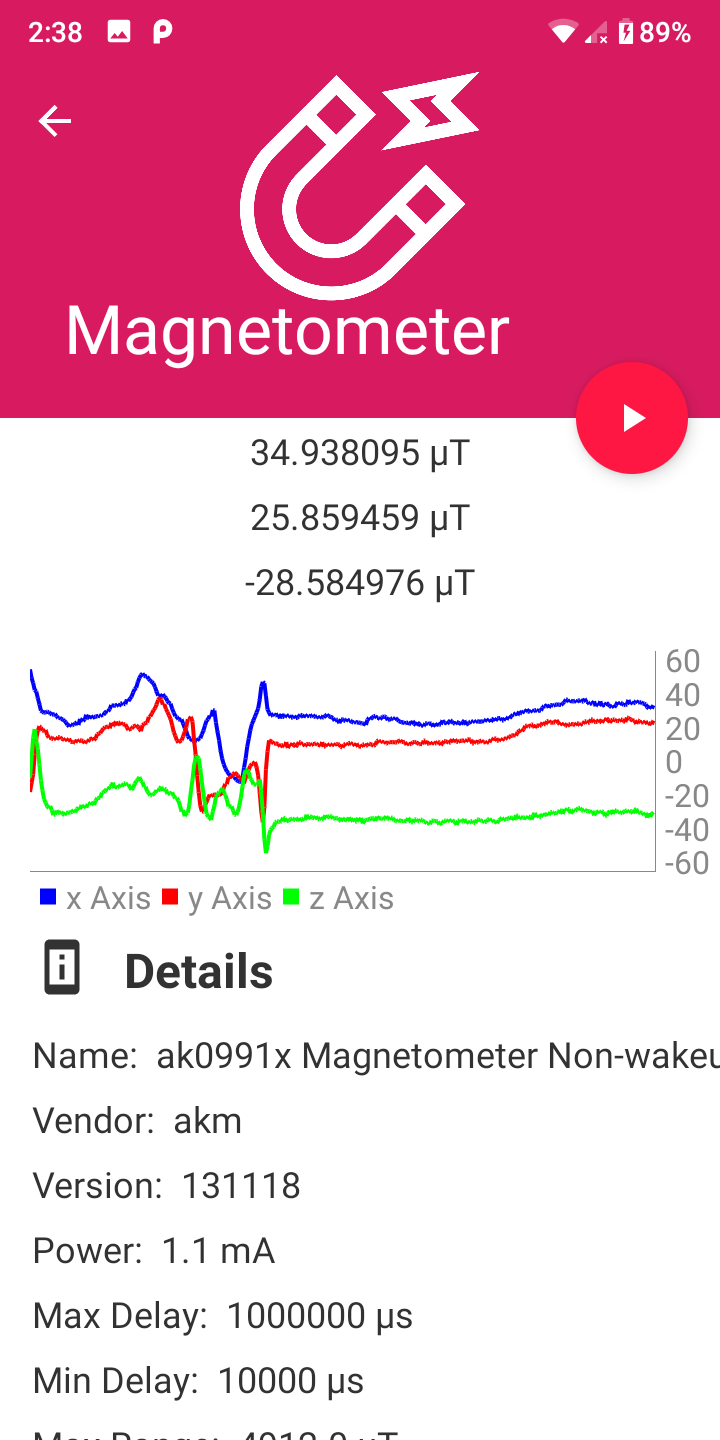 2:38 89%
Magnetometer
34.938095 µT
25.859459 µT
-28.584976 µT
60
40
20
0
-20
-40
-60
x Axis y Axis z Axis
Details
Name: ak0991x Magnetometer Non-wakeu
Vendor: akm
Version: 131118
Power: 1.1 mA
Max Delay: 1000000 µs
Min Delay: 10000 µs